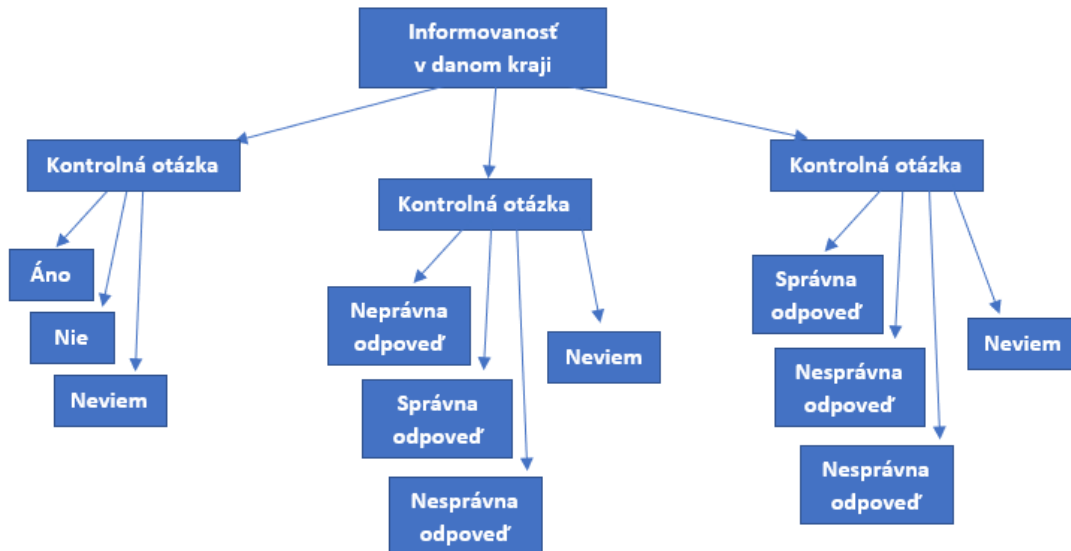 Informovanosť
v danom kraji
Kontrolná otázka
Áno
Nie
Neviem
Kontrolná otázka
Neprávna
odpoveď
Správna
odpoveď
Nesprávna
odpoveď
Neviem
Kontrolná otázka
Správna
odpoveď
Nesprávna
odpoveď
Nesprávna
odpoveď
Neviem